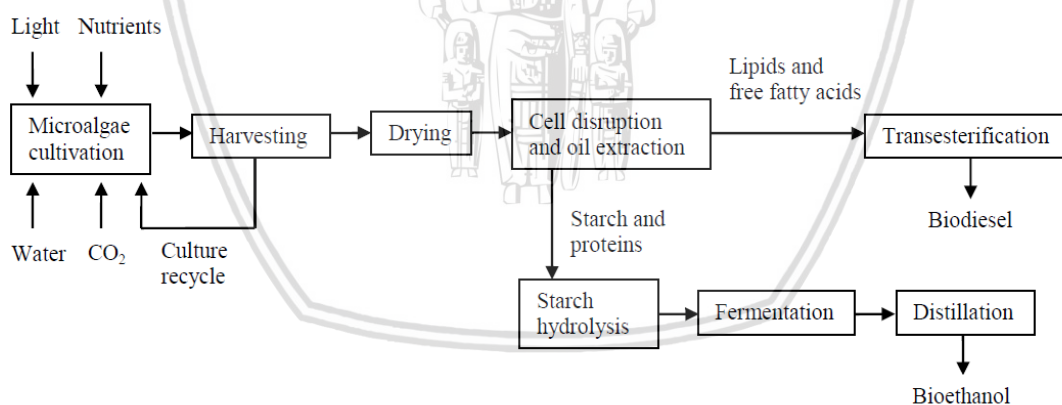 Light Nutrients
Lipids and
free fatty acids
Microalgae
cultivation
Harvesting
Drying
Cell disruption
and oil extraction
Transesterification
Water CO₂ Culture
recycle
Starch and
proteins
Biodiesel
Starch
hydrolysis
Fermentation
Distillation
Bioethanol